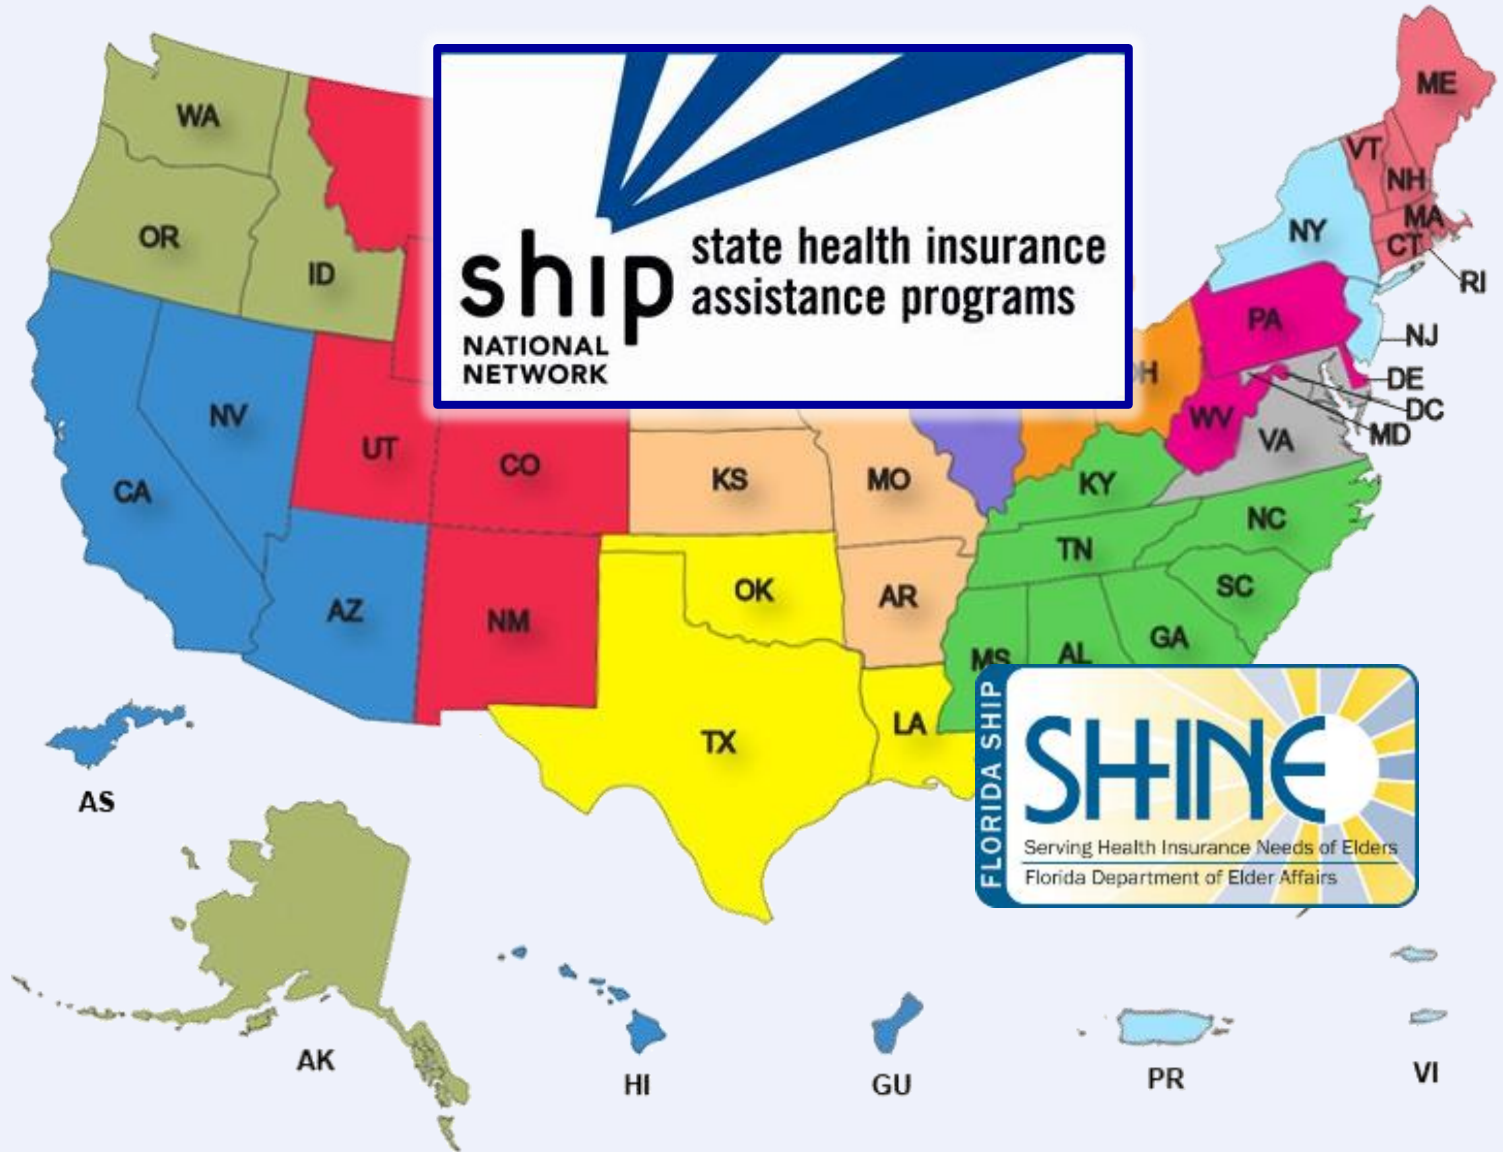 WA
OR
ID
NV
CA
UT
CO
AZ
NM
KS
MO
OK
AR
TX
LA
KY
TN
NC
SC
MS
AL
GA
WV
VA
PA
NY
ME
VT
NH
MA
CT
RI
NJ
DE
DC
MD
ship
NATIONAL
NETWORK
state health insurance
assistance programs
FLORIDA SHIP
SHINE
Serving Health Insurance Needs of Elders
Florida Department of Elder Affairs
AS
AK
HI
GU
PR
VI